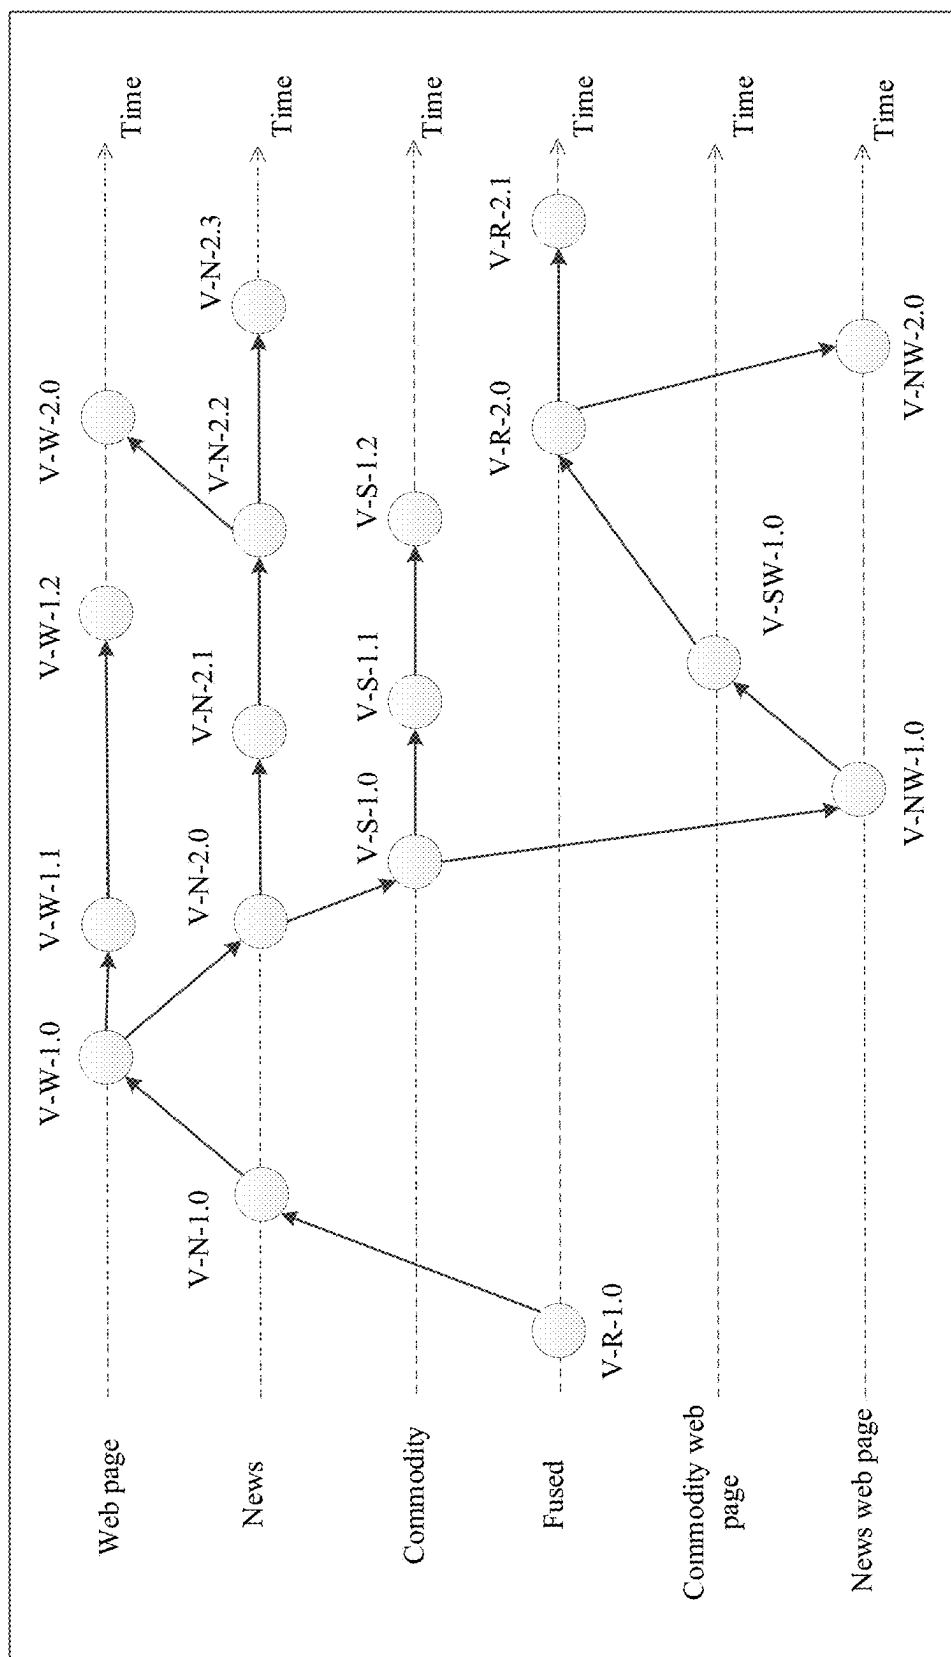 Web page
V-W-1.0
V-W-1.1
V-W-1.2
V-W-2.0
Time
News
V-N-1.0
V-N-2.0
V-N-2.1
V-N-2.2
V-N-2.3
Time
Commodity
V-S-1.0
V-S-1.1
V-S-1.2
Time
Fused
V-R-1.0
V-R-2.0
V-R-2.1
Time
Commodity web
page
V-SW-1.0
Time
News web page
V-NW-1.0
V-NW-2.0
Time